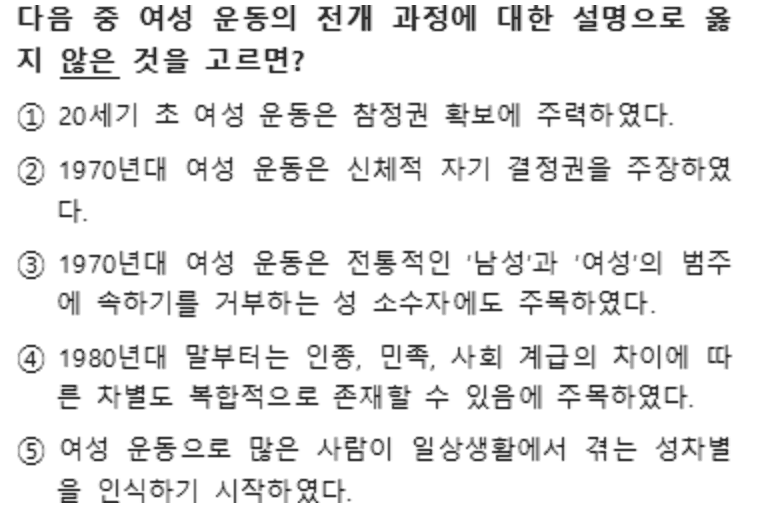 다음 중 여성 운동의 전개 과정에 대한 설명으로 옳
지 않은 것을 고르면?
① 20세기 초 여성 운동은 참정권 확보에 주력하였다.
② 1970년대 여성 운동은 신체적 자기 결정권을 주장하였
다.
③ 1970년대 여성 운동은 전통적인 '남성'과 '여성'의 범주
에 속하기를 거부하는 성 소수자에도 주목하였다.
④ 1980년대 말부터는 인종, 민족, 사회 계급의 차이에 따
른 차별도 복합적으로 존재할 수 있음에 주목하였다.
⑤ 여성 운동으로 많은 사람이 일상생활에서 겪는 성차별
을 인식하기 시작하였다.